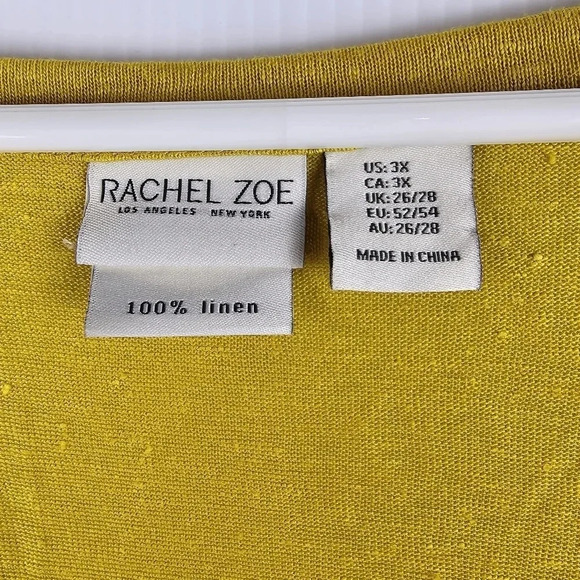 RACHEL ZOE
LOS ANGELES NEW YORK
100% linen
US: 3X
CA: 3X
UK: 26/28
EU: 52/54
AU: 26/28
MADE IN CHINA